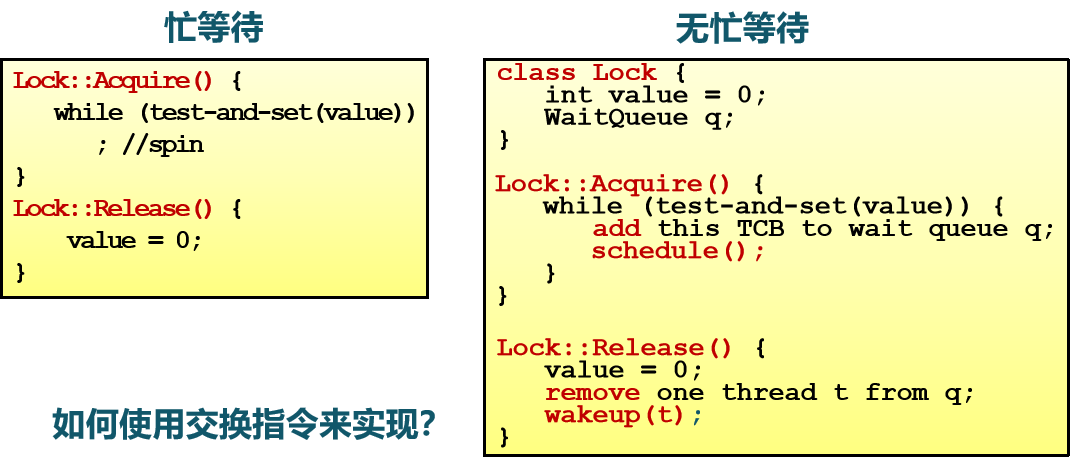 忙等待
Lock::Acquire() {
while (test-and-set(value))
; //spin
}
Lock::Release() {
value = 0;
}
无忙等待
class Lock {
int value = 0;
WaitQueue q;
}
Lock::Acquire() {
while (test-and-set(value)) {
add this TCB to wait queue q;
schedule();
}
}
Lock::Release() {
value = 0;
remove one thread t from q;
wakeup(t);
}
如何使用交换指令来实现?